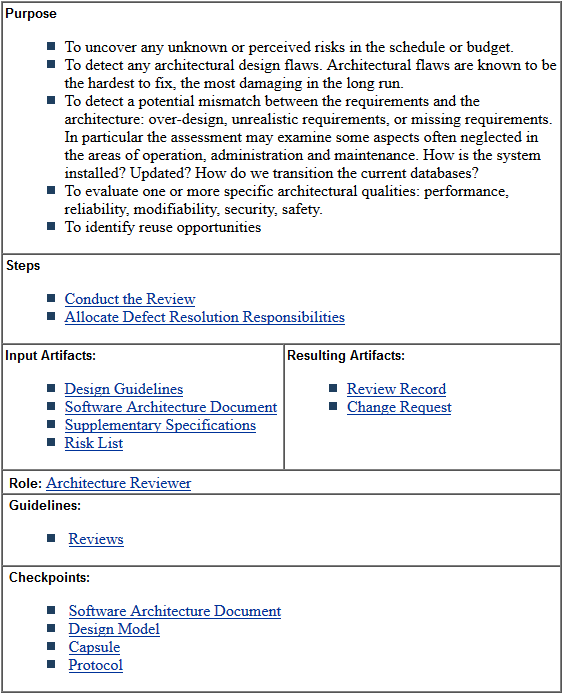 Purpose
To uncover any unknown or perceived risks in the schedule or budget.
To detect any architectural design flaws. Architectural flaws are known to be
the hardest to fix, the most damaging in the long run.
To detect a potential mismatch between the requirements and the
architecture: over-design, unrealistic requirements, or missing requirements.
In particular the assessment may examine some aspects often neglected in
the areas of operation, administration and maintenance. How is the system
installed? Updated? How do we transition the current databases?
To evaluate one or more specific architectural qualities: performance,
reliability, modifiability, security, safety.
To identify reuse opportunities
Steps
Conduct the Review
Allocate Defect Resolution Responsibilities
Input Artifacts:
Design Guidelines
Software Architecture Document
Supplementary Specifications
Risk List
Resulting Artifacts:
Review Record
Change Request
Role: Architecture Reviewer
Guidelines:
Reviews
Checkpoints:
Software Architecture Document
Design Model
Capsule
Protocol